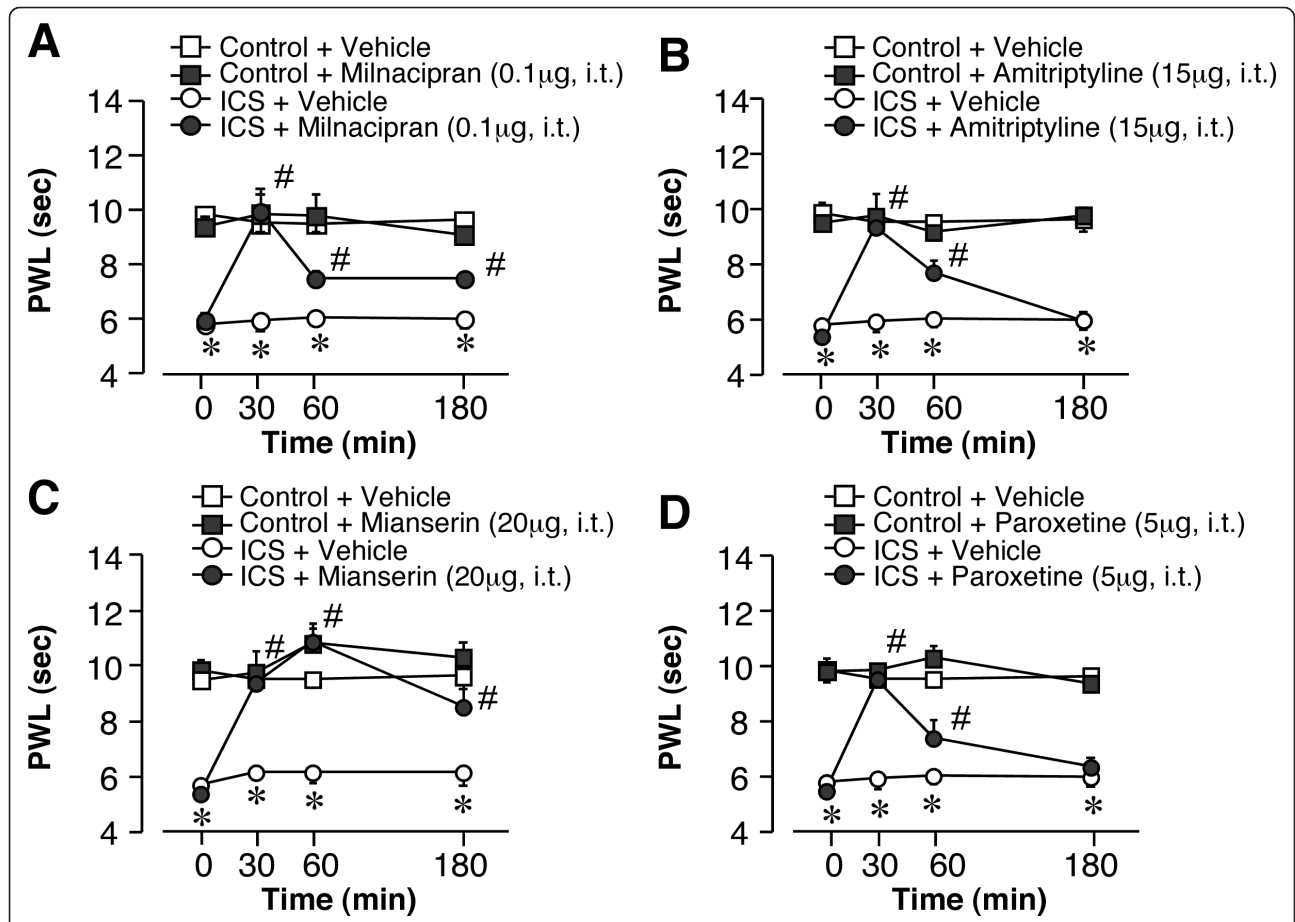 A
Control + Vehicle
Control + Milnacipran (0.1μg, i.t.)
ICS + Vehicle
ICS + Milnacipran (0.1μg, i.t.)
14
12
10
8
6
4
PWL (sec)
#
#
#
* * * *
0 30 60 180
Time (min)
B
Control + Vehicle
Control + Amitriptyline (15μg, i.t.)
ICS + Vehicle
ICS + Amitriptyline (15μg, i.t.)
14
12
10
8
6
4
PWL (sec)
#
#
* * * *
0 30 60 180
Time (min)
C
Control + Vehicle
Control + Mianserin (20μg, i.t.)
ICS + Vehicle
ICS + Mianserin (20μg, i.t.)
14
12
10
8
6
4
PWL (sec)
#
#
#
* * * *
0 30 60 180
Time (min)
D
Control + Vehicle
Control + Paroxetine (5μg, i.t.)
ICS + Vehicle
ICS + Paroxetine (5μg, i.t.)
14
12
10
8
6
4
PWL (sec)
#
#
* * * *
0 30 60 180
Time (min)